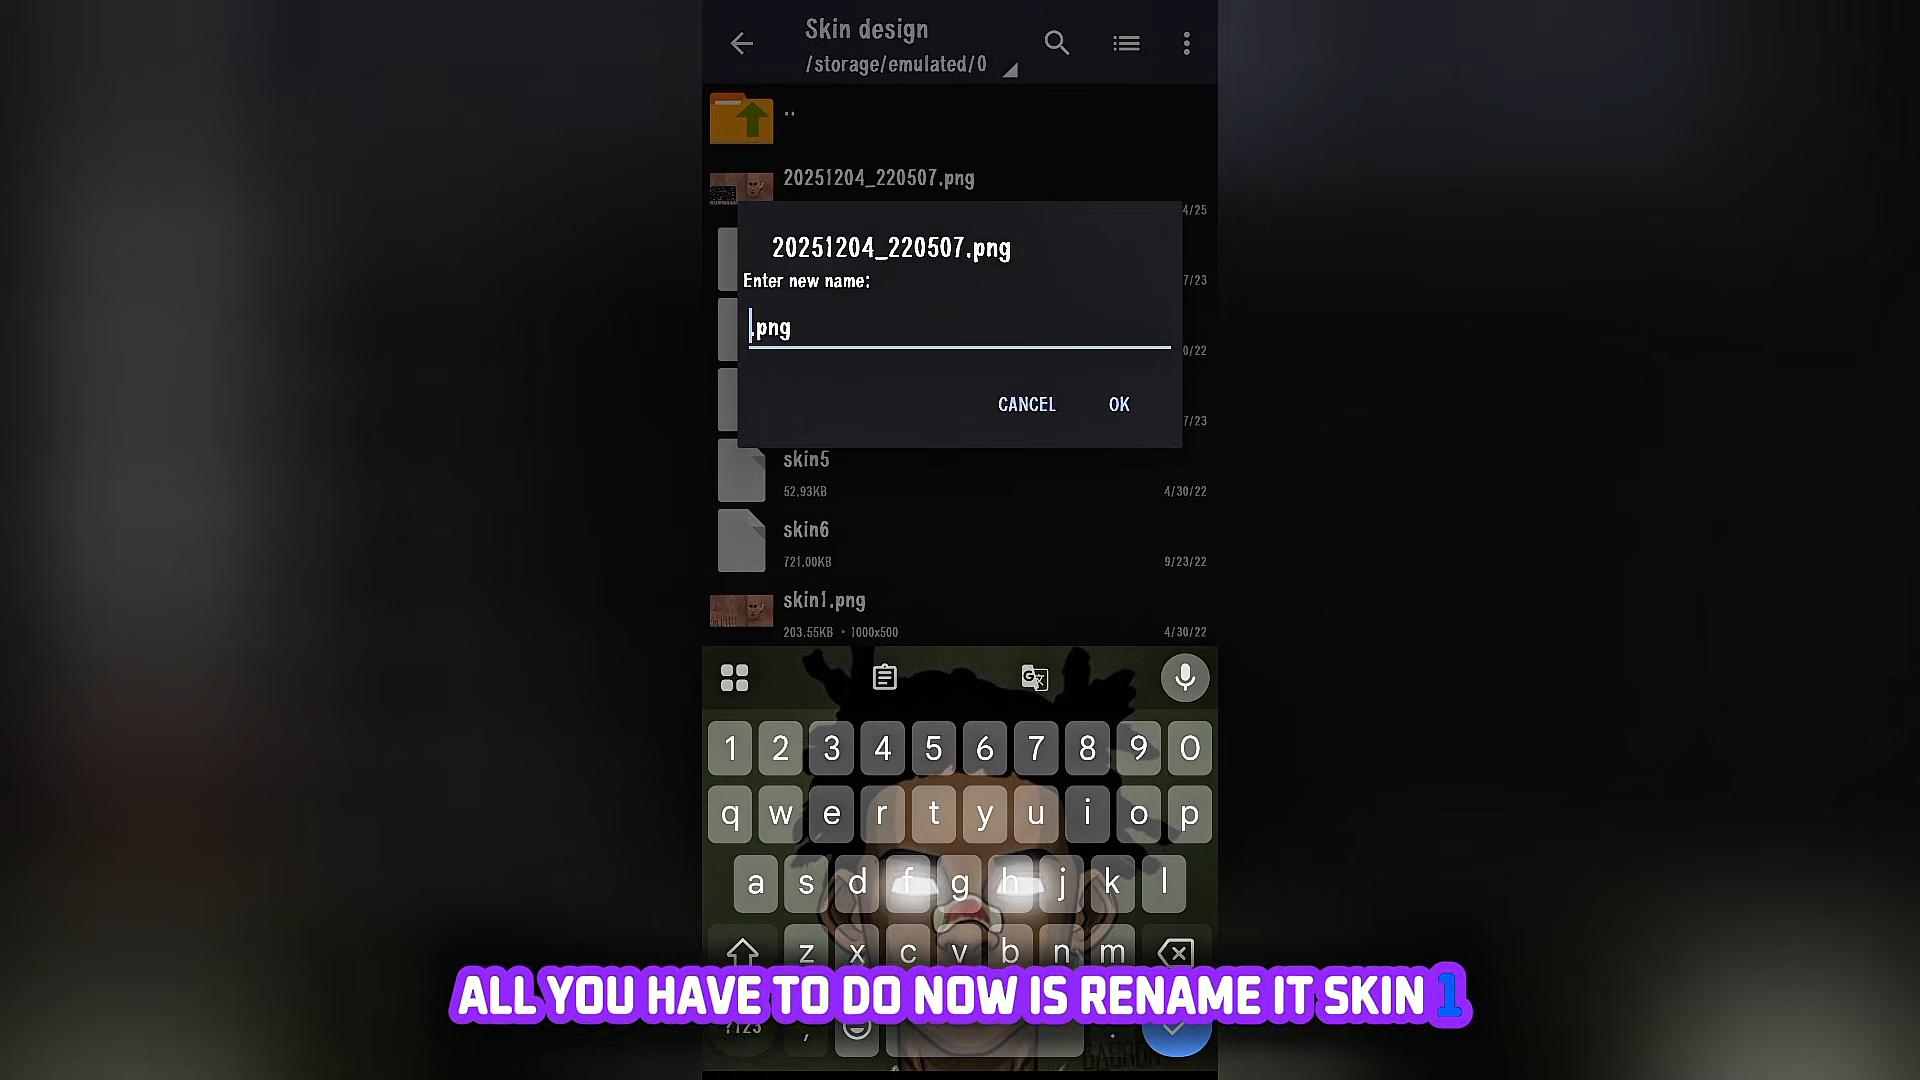 Skin design
/storage/emulated/0
..
20251204_220507.png
4/25
20251204_220507.png
Enter new name:
.png
CANCEL OK
7/23
0/22
7/23
skin5
52.93KB 4/30/22
skin6
721.00KB 9/23/22
skin1.png
203.55KB • 1000x500 4/30/22
1 2 3 4 5 6 7 8 9 0
q w e r t y u i o p
a s d f g h j k l
z x c v b n m
ALL YOU HAVE TO DO NOW IS RENAME IT SKIN 1
?123 , .